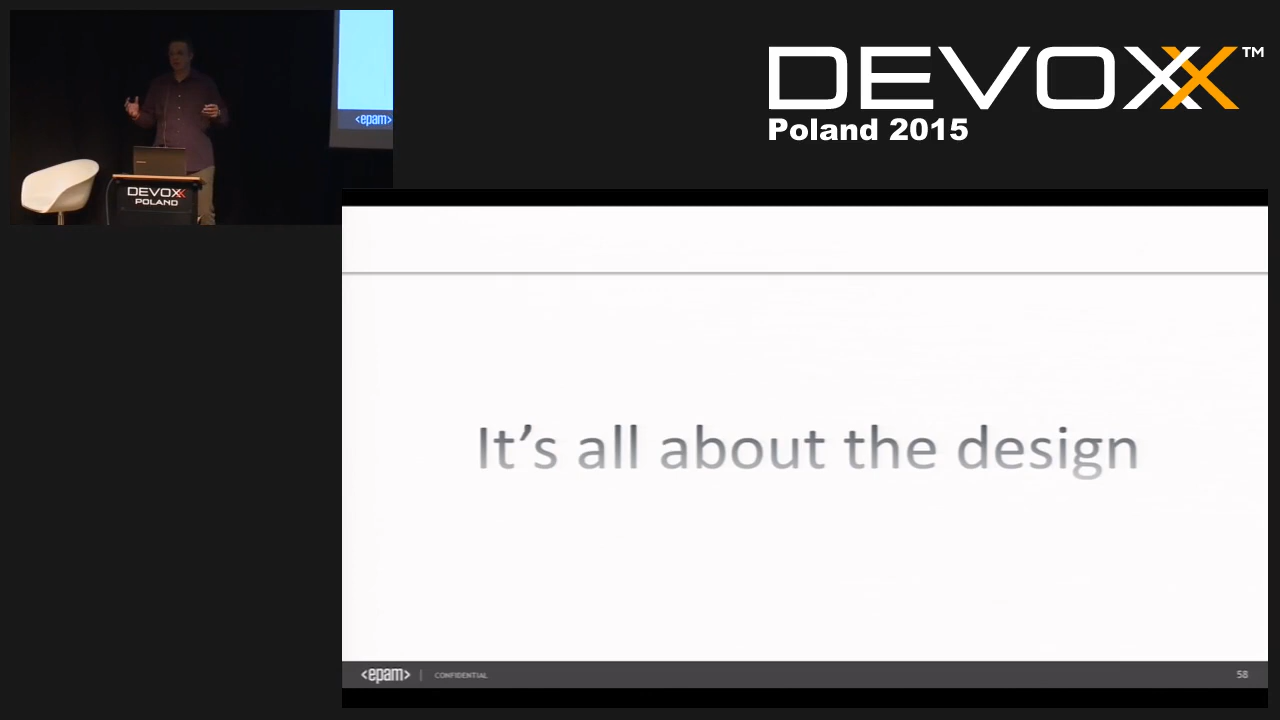 <epam>
DEVOXX
POLAND
DEVOXX™
Poland 2015
It's all about the design
<epam> | CONFIDENTIAL
58